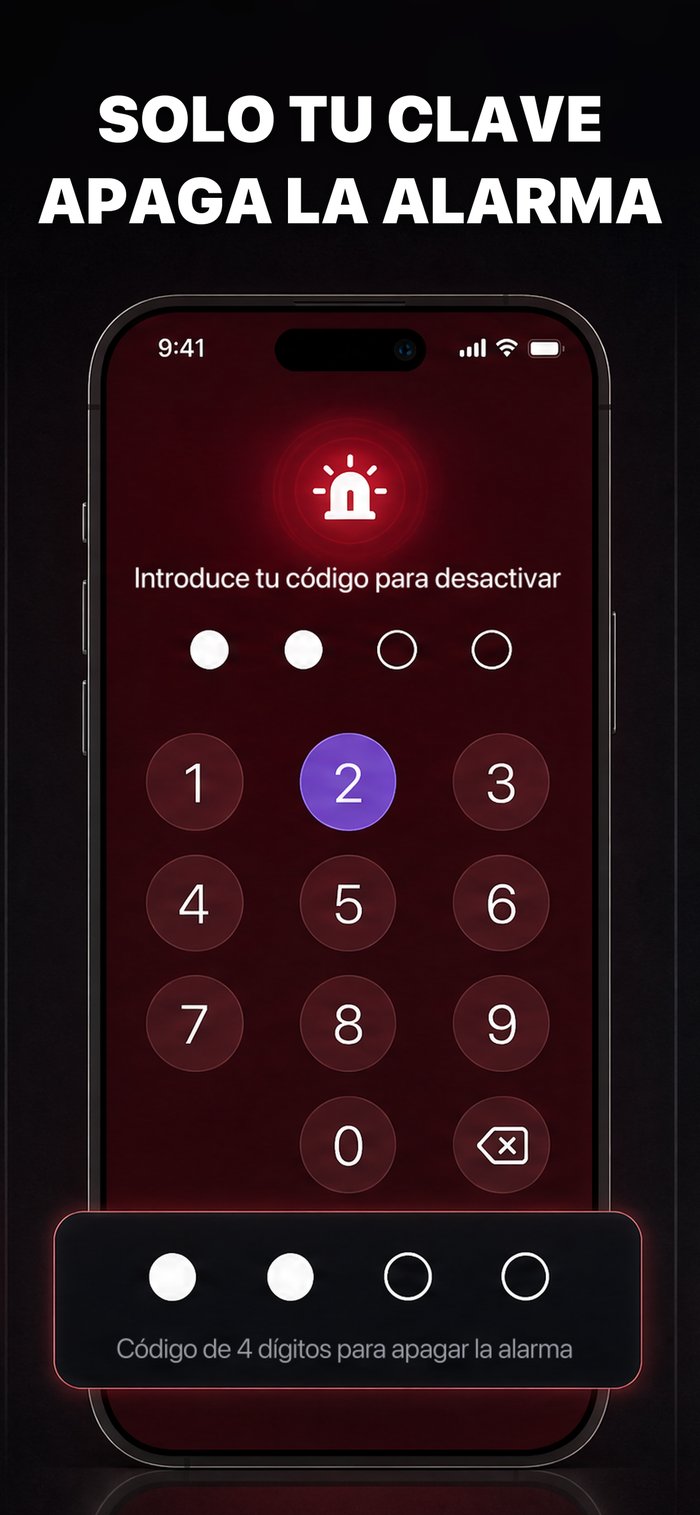 SOLO TU CLAVE
APAGA LA ALARMA
9:41
Introduce tu código para desactivar
1 2 3
4 5 6
7 8 9
0
Código de 4 dígitos para apagar la alarma